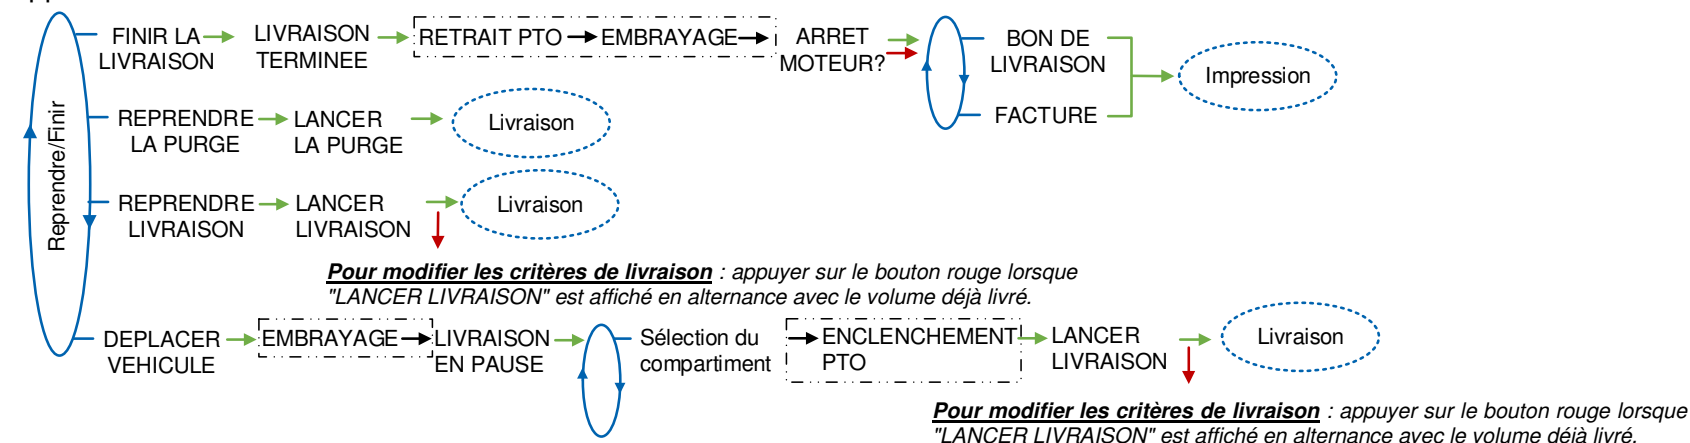 Reprendre/Finir
FINIR LA
LIVRAISON
LIVRAISON
TERMINEE
RETRAIT PTO
EMBRAYAGE
ARRET
MOTEUR?
BON DE
LIVRAISON
FACTURE
Impression
REPRENDRE
LA PURGE
LANCER
LA PURGE
Livraison
REPRENDRE
LIVRAISON
LANCER
LIVRAISON
Livraison
Pour modifier les critères de livraison : appuyer sur le bouton rouge lorsque
"LANCER LIVRAISON" est affiché en alternance avec le volume déjà livré.
DEPLACER
VEHICULE
EMBRAYAGE
LIVRAISON
EN PAUSE
Sélection du
compartiment
ENCLENCHEMENT
PTO
LANCER
LIVRAISON
Livraison
Pour modifier les critères de livraison : appuyer sur le bouton rouge lorsque
"LANCER LIVRAISON" est affiché en alternance avec le volume déjà livré.